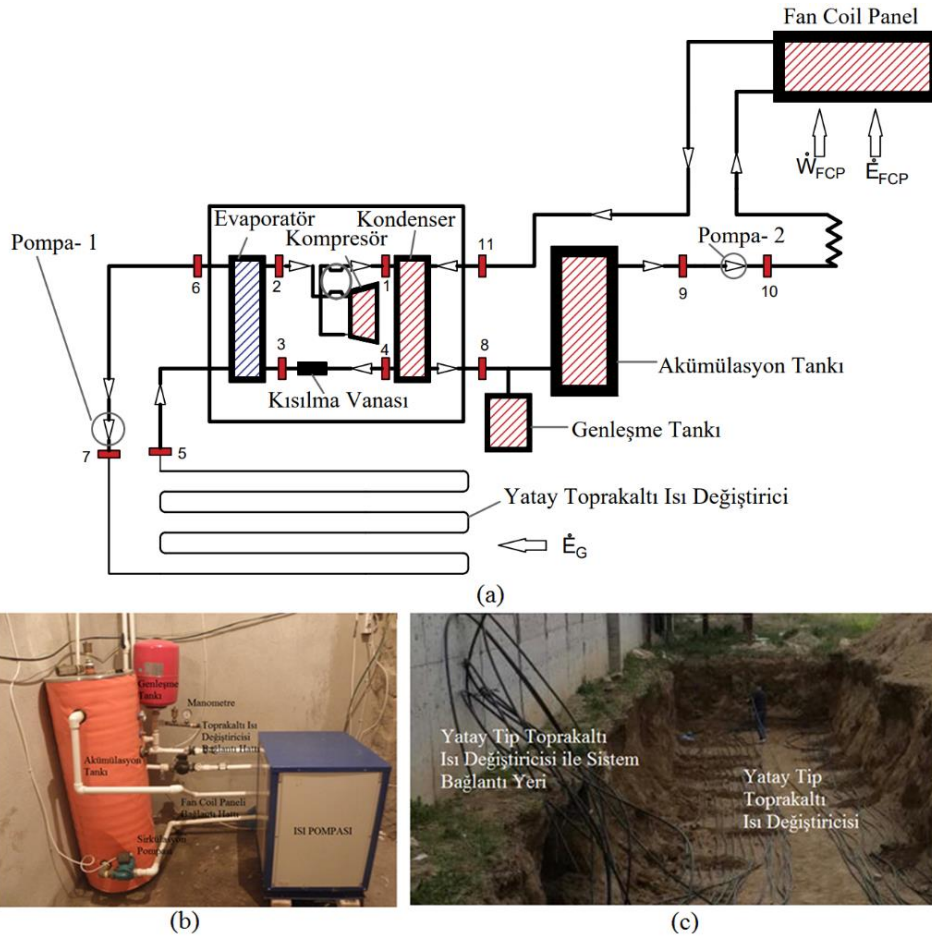 Fan Coil Panel
Ẇ FCP
Ė FCP
Evaporatör
Kondenser
Kompresör
Pompa- 1
Pompa- 2
11
6
2
1
9
10
3
4
8
Akümülasyon Tankı
Kısılma Vanası
Genleşme Tankı
7
5
Yatay Toprakaltı Isı Değiştirici
Ė G
(a)
Genleşme
Tankı
Manometre
Toprakaltı Isı
Değiştiricisi
Bağlantı Hattı
Akümülasyon
Tankı
Fan Coil Paneli
Bağlantı Hattı
Sirkülasyon
Pompası
ISI POMPASI
(b)
Yatay Tip Toprakaltı
Isı Değiştiricisi ile Sistem
Bağlantı Yeri
Yatay Tip
Toprakaltı
Isı Değiştiricisi
(c)